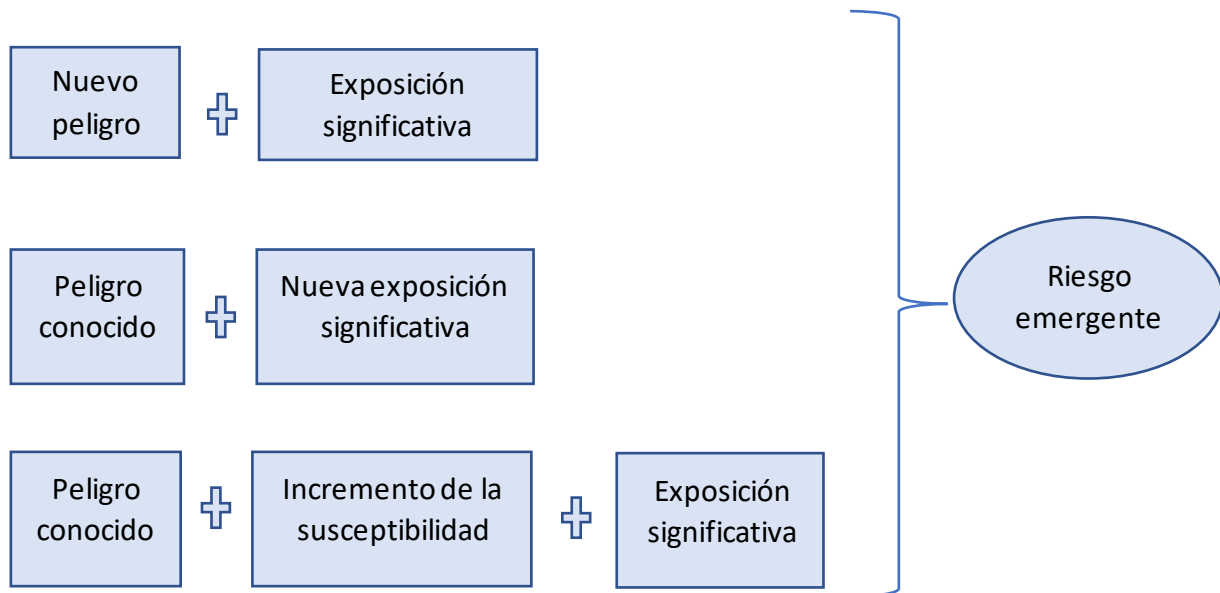 Nuevo
peligro
Exposición
significativa
Peligro
conocido
Nueva exposición
significativa
Peligro
conocido
Incremento de la
susceptibilidad
Exposición
significativa
Riesgo
emergente